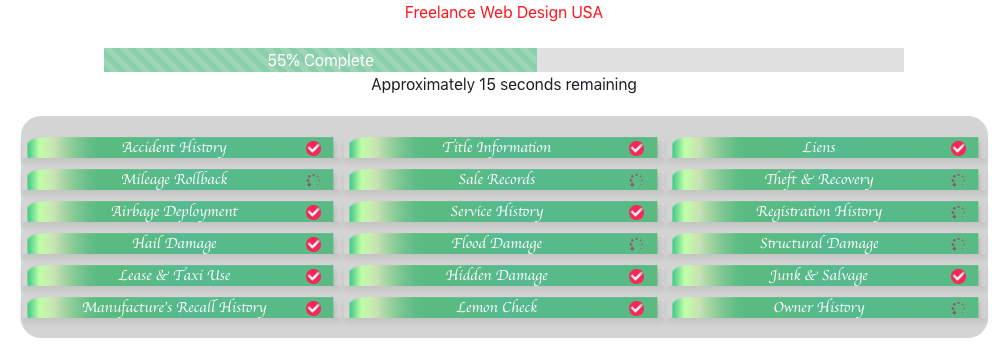 Freelance Web Design USA
55% Complete
Approximately 15 seconds remaining
Accident History Title Information Liens
Mileage Rollback Sale Records Theft & Recovery
Airbage Deployment Service History Registration History
Hail Damage Flood Damage Structural Damage
Lease & Taxi Use Hidden Damage Junk & Salvage
Manufacture's Recall History Lemon Check Owner History